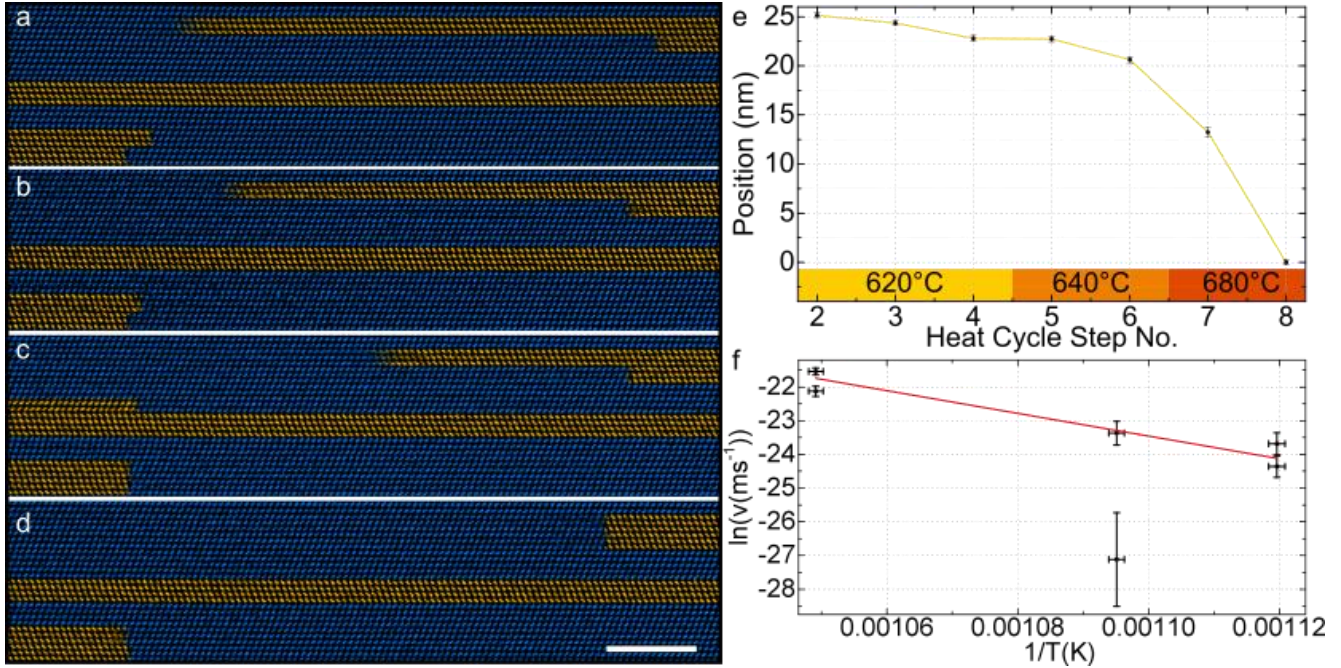 a
b
c
d
e
25
20
15
10
5
0
Position (nm)
620°C 640°C 680°C
2 3 4 5 6 7 8
Heat Cycle Step No.
f
-22
-23
-24
-25
-26
-27
-28
ln(v(ms⁻¹))
0.00106 0.00108 0.00110 0.00112
1/T(K)